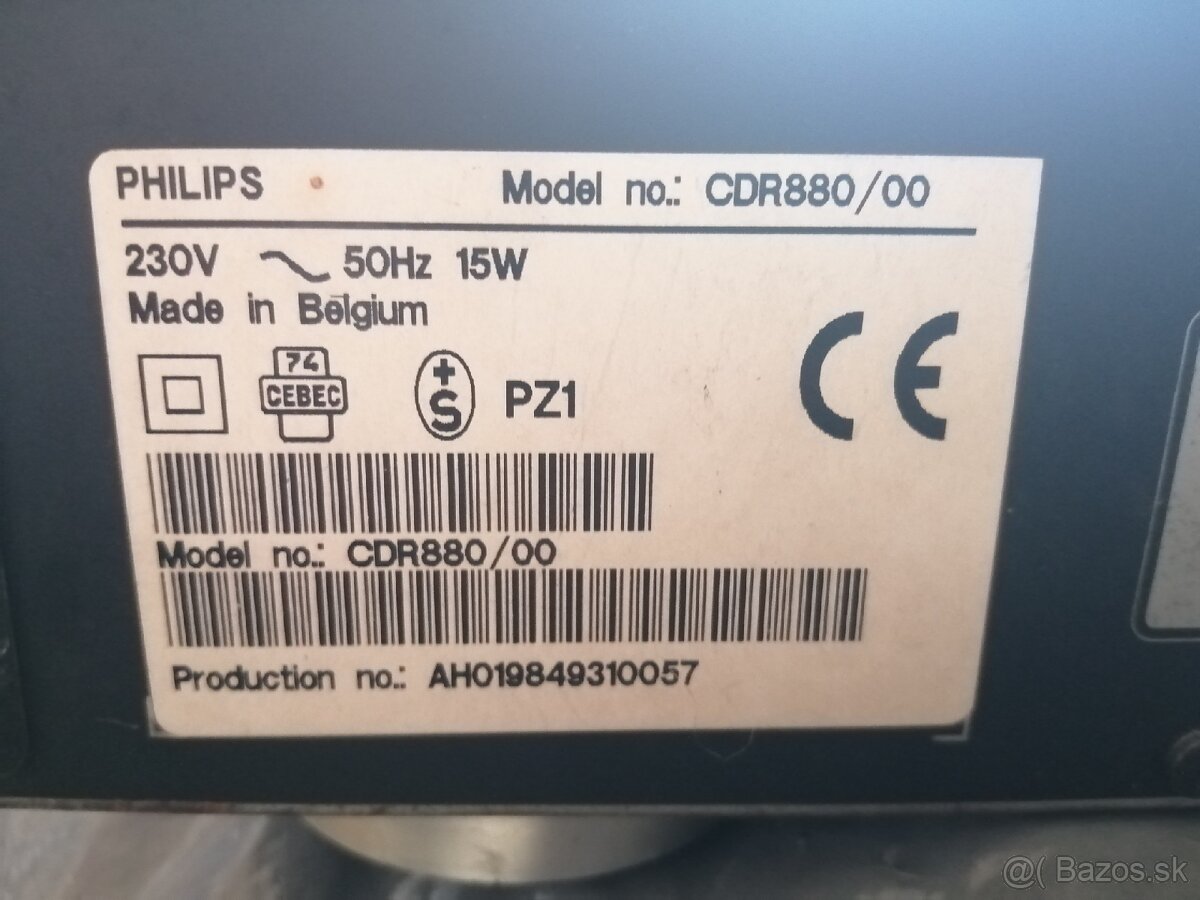 PHILIPS Model no.: CDR880/00
230V ~ 50Hz 15W
Made in Belgium
74
CEBEC
+
S
PZ1
CE
Model no.: CDR880/00
Production no.: AH019849310057
@( Bazos.sk